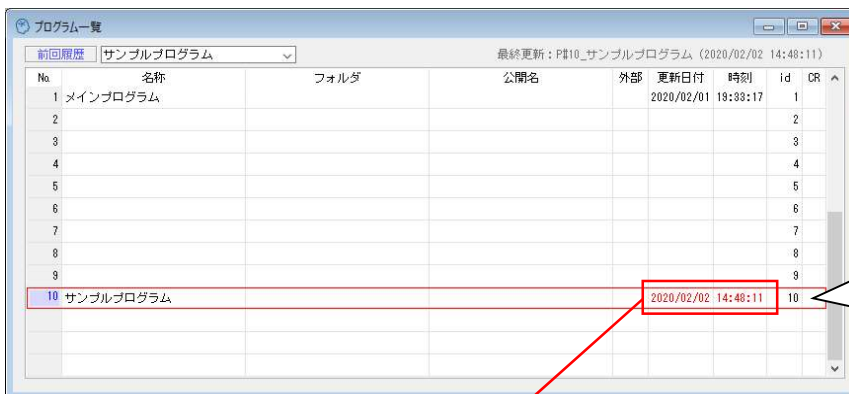 プログラム一覧
前回履歴 サンプルプログラム 最終更新：P#10_サンプルプログラム (2020/02/02 14:48:11)
No. 名称 フォルダ 公開名 外部 更新日付 時刻 id CR
1 メインプログラム 2020/02/01 19:33:17 1
2 2
3 3
4 4
5 5
6 6
7 7
8 8
9 9
10 サンプルプログラム 2020/02/02 14:48:11 10